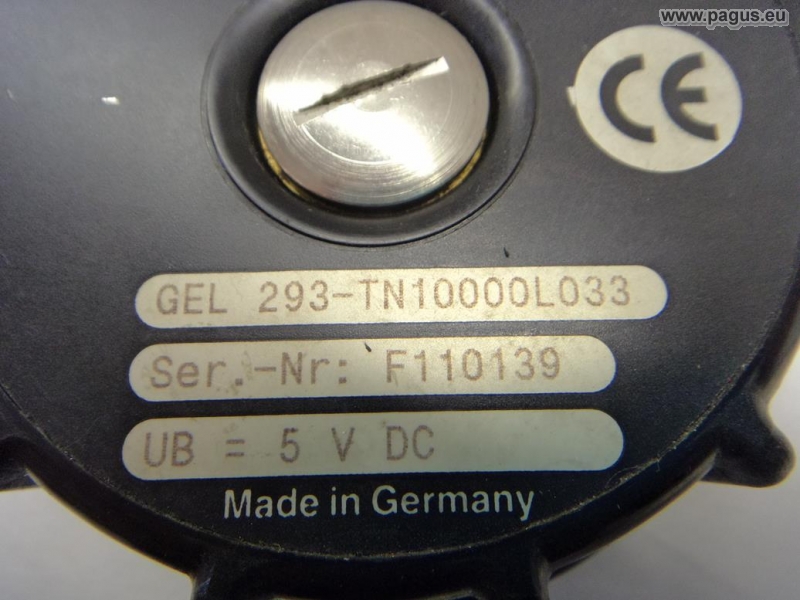 www.pagus.eu
CE
GEL 293-TN10000L033
Ser.-Nr: F110139
UB = 5 V DC
Made in Germany